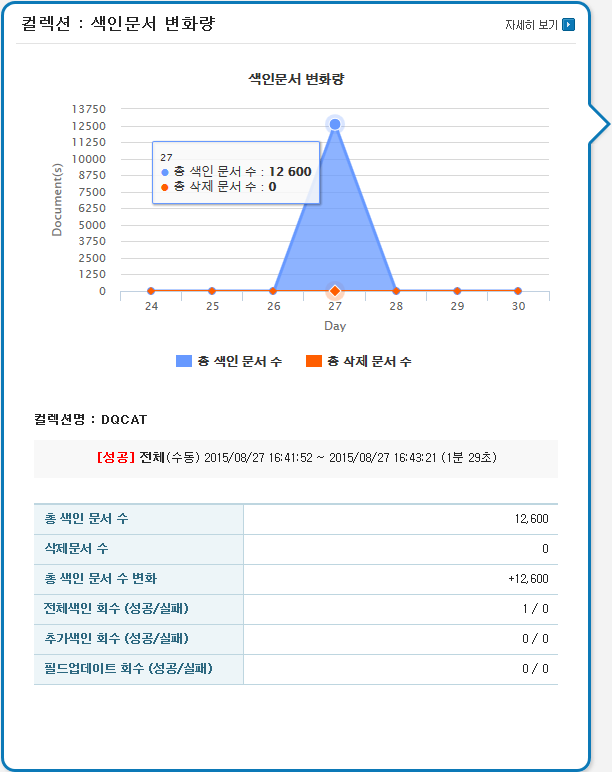 컬렉션 : 색인문서 변화량
자세히 보기
색인문서 변화량
Document(s)
13750
12500
11250
10000
8750
7500
6250
5000
3750
2500
1250
0
27
총 색인 문서 수 : 12 600
총 삭제 문서 수 : 0
24 25 26 27 28 29 30
Day
총 색인 문서 수 총 삭제 문서 수
컬렉션명 : DQCAT
[성공] 전체(수동) 2015/08/27 16:41:52 ~ 2015/08/27 16:43:21 (1분 29초)
총 색인 문서 수 12,600
삭제문서 수 0
총 색인 문서 수 변화 +12,600
전체색인 회수 (성공/실패) 1 / 0
추가색인 회수 (성공/실패) 0 / 0
필드업데이트 회수 (성공/실패) 0 / 0